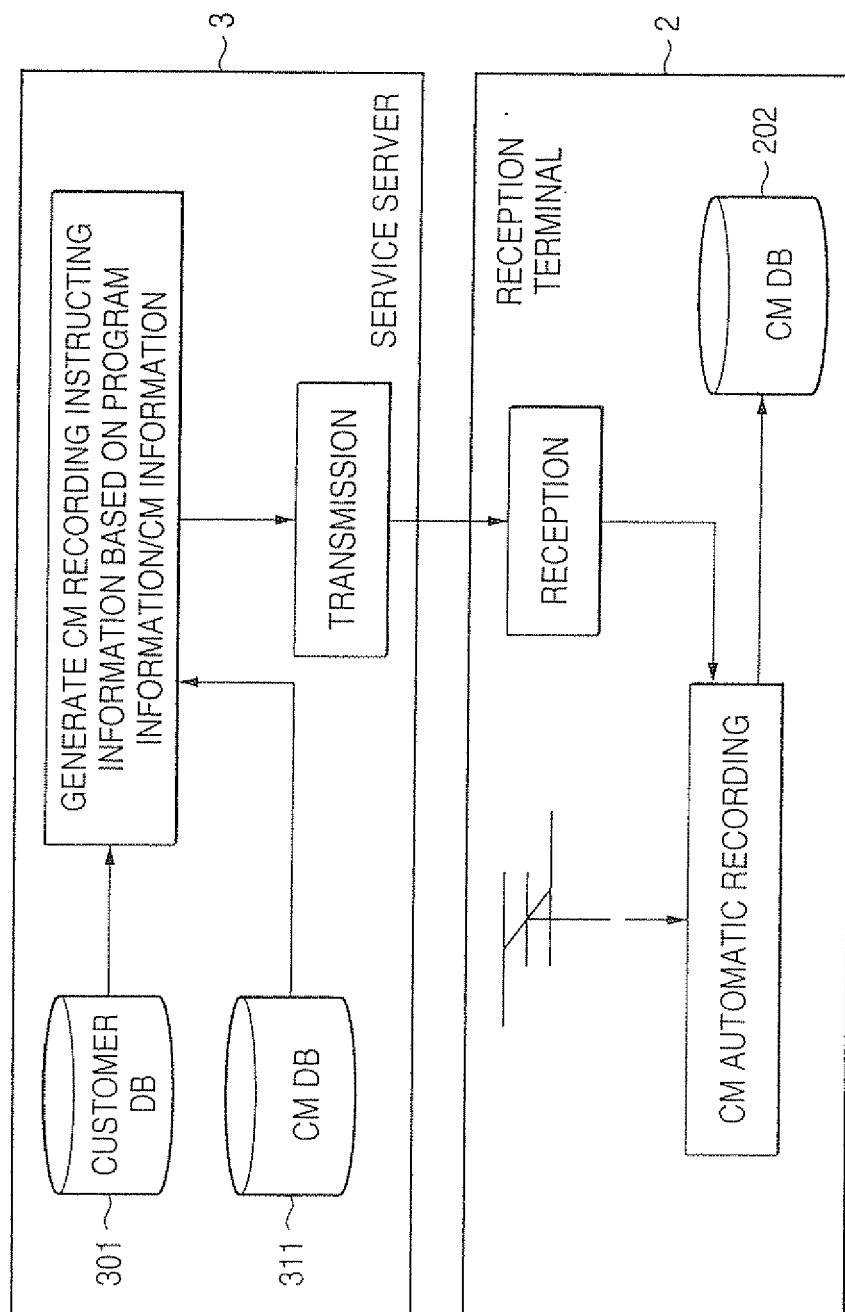 3
301
CUSTOMER
DB
GENERATE CM RECORDING INSTRUCTING
INFORMATION BASED ON PROGRAM
INFORMATION/CM INFORMATION
311
CM DB
TRANSMISSION
SERVICE SERVER
2
RECEPTION
RECEPTION
TERMINAL
CM AUTOMATIC RECORDING
CM DB
202